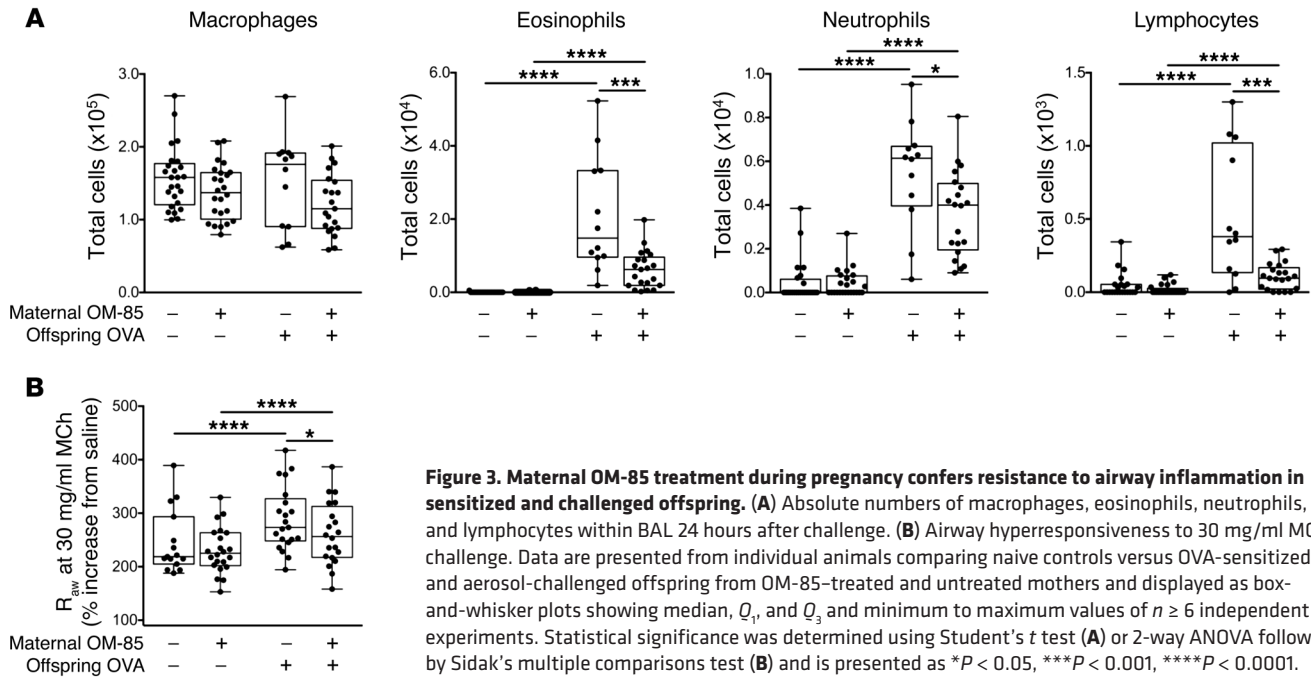 A
Macrophages
Eosinophils
Neutrophils
Lymphocytes
Total cells (x10⁵)
3.0
2.0
1.0
0.0
Total cells (x10⁴)
6.0
4.0
2.0
0.0
**** **** ***
Total cells (x10⁴)
1.0
0.8
0.6
0.4
0.2
0.0
**** **** *
Total cells (x10³)
1.5
1.0
0.5
0.0
**** **** ***
Maternal OM-85 – + – + – + – + – + – + – + – +
Offspring OVA – – + + – – + + – – + + – – + +
B
R_aw at 30 mg/ml MCh
(% increase from saline)
500
400
300
200
100
**** **** *
Maternal OM-85 – + – +
Offspring OVA – – + +
Figure 3. Maternal OM-85 treatment during pregnancy confers resistance to airway inflammation in
sensitized and challenged offspring. (A) Absolute numbers of macrophages, eosinophils, neutrophils,
and lymphocytes within BAL 24 hours after challenge. (B) Airway hyperresponsiveness to 30 mg/ml
challenge. Data are presented from individual animals comparing naive controls versus OVA-sensitized
and aerosol-challenged offspring from OM-85–treated and untreated mothers and displayed as box-
and-whisker plots showing median, Q₁, and Q₃ and minimum to maximum values of n ≥ 6 independent
experiments. Statistical significance was determined using Student's t test (A) or 2-way ANOVA follow
by Sidak's multiple comparisons test (B) and is presented as *P < 0.05, ***P < 0.001, ****P < 0.0001.